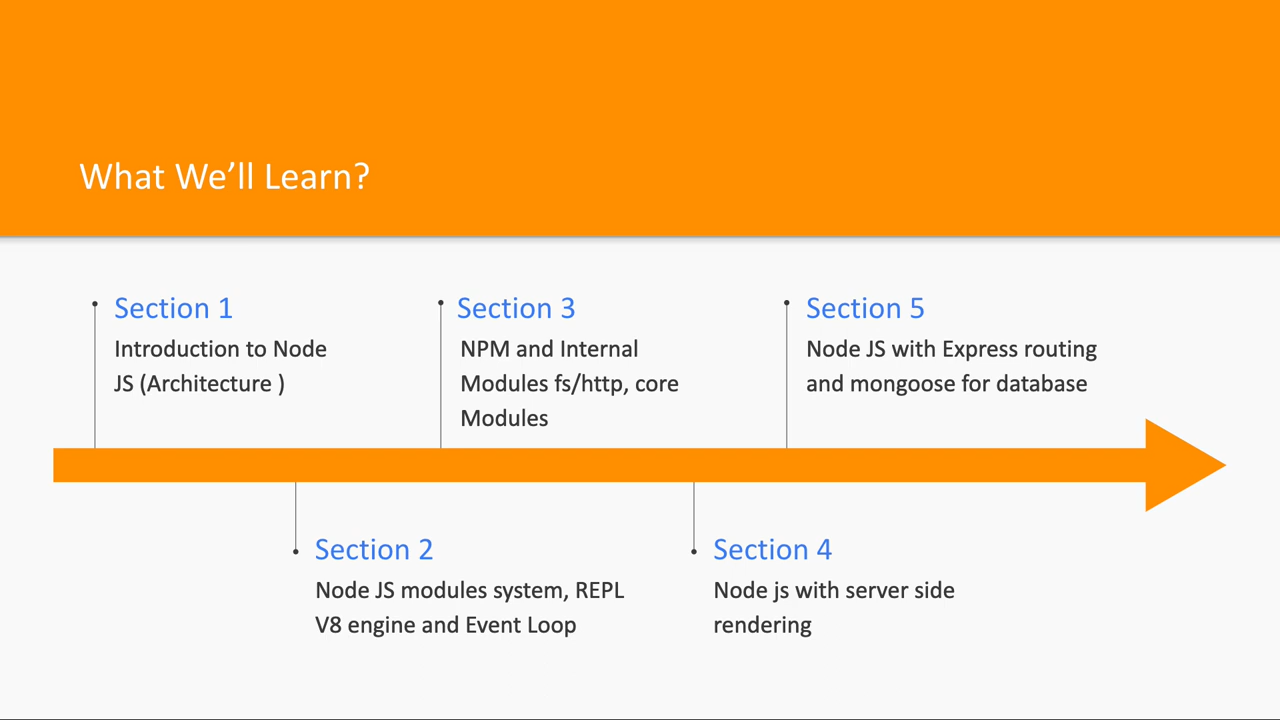 What We’ll Learn?
Section 1
Introduction to Node
JS (Architecture )
Section 2
Node JS modules system, REPL
V8 engine and Event Loop
Section 3
NPM and Internal
Modules fs/http, core
Modules
Section 4
Node js with server side
rendering
Section 5
Node JS with Express routing
and mongoose for database